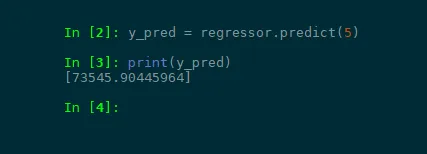 In [2]: y_pred = regressor.predict(5)
In [3]: print(y_pred)
[73545.90445964]
In [4]: